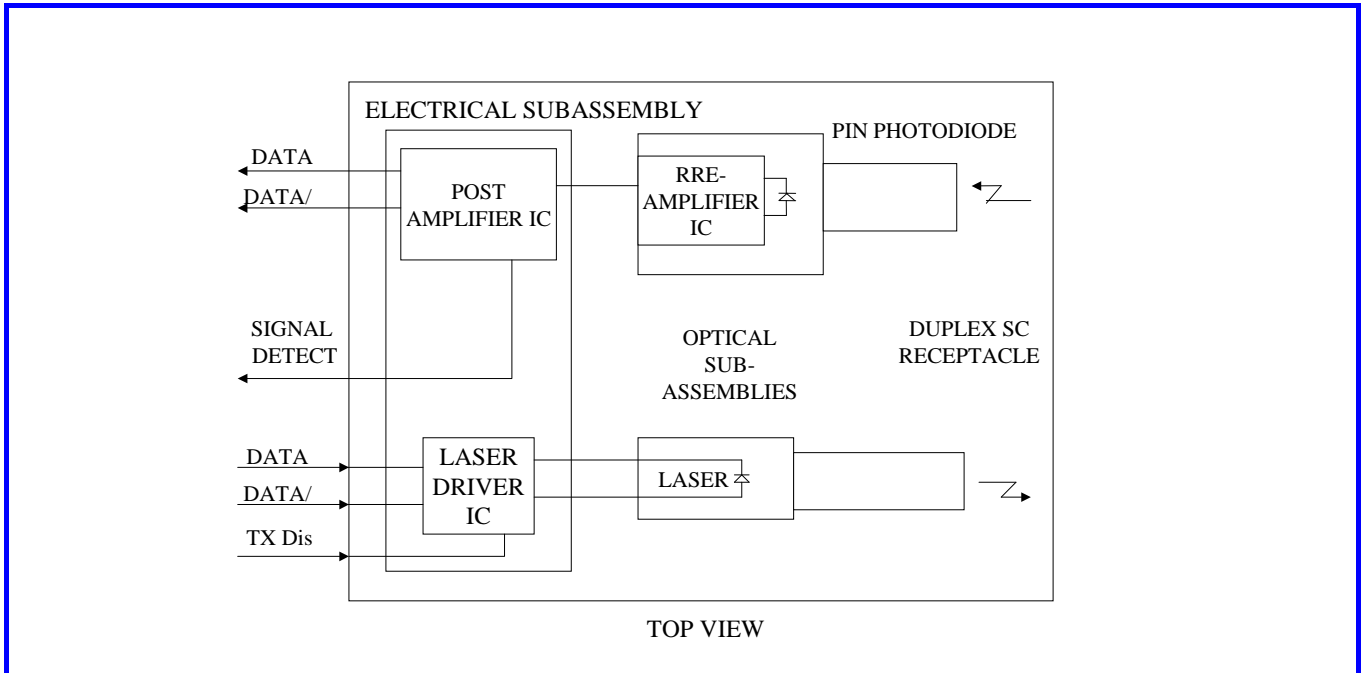 ELECTRICAL SUBASSEMBLY
DATA
DATA/
POST
AMPLIFIER IC
RRE-
AMPLIFIER
IC
PIN PHOTODIODE
SIGNAL
DETECT
OPTICAL
SUB-
ASSEMBLIES
DUPLEX SC
RECEPTACLE
DATA
DATA/
TX Dis
LASER
DRIVER
IC
LASER
TOP VIEW